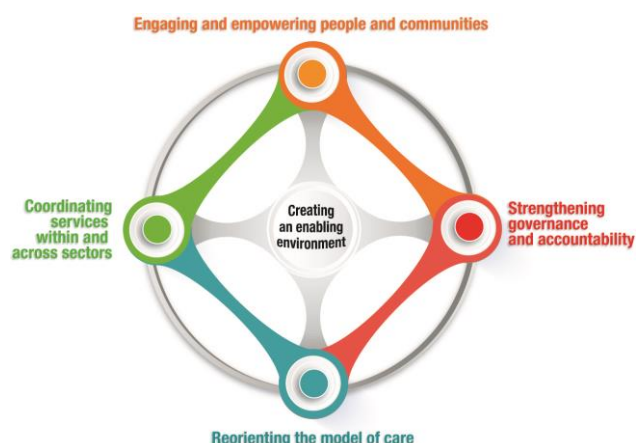 Engaging and empowering people and communities
Coordinating
services
within and
across sectors
Creating
an enabling
environment
Strengthening
governance
and accountability
Reorienting the model of care